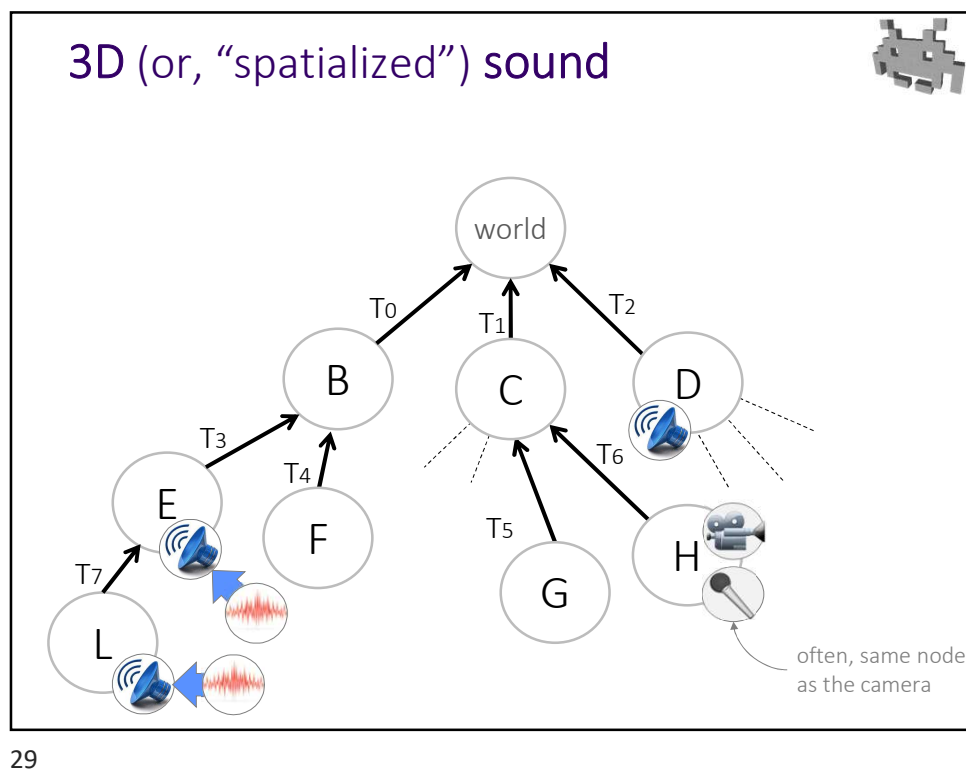 3D (or, “spatialized”) sound
world
T0
T1
T2
B
C
D
T3
T4
T6
E
F
T5
H
T7
G
L
often, same node
as the camera
29